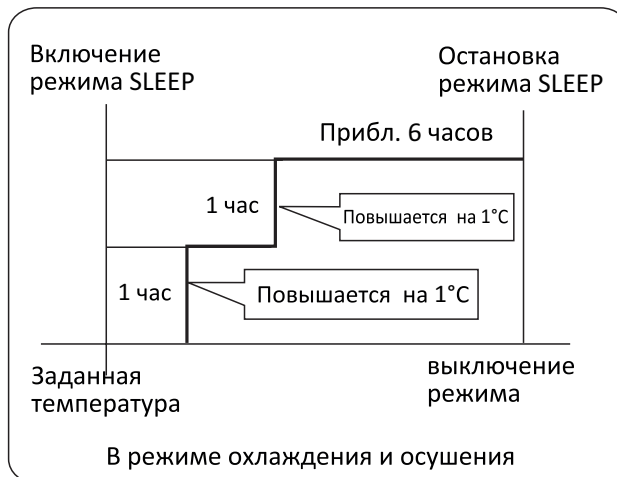 Включение
режима SLEEP
Остановка
режима SLEEP
Прибл. 6 часов
1 час
Повышается на 1°C
1 час
Повышается на 1°C
Заданная
температура
выключение
режима
В режиме охлаждения и осушения